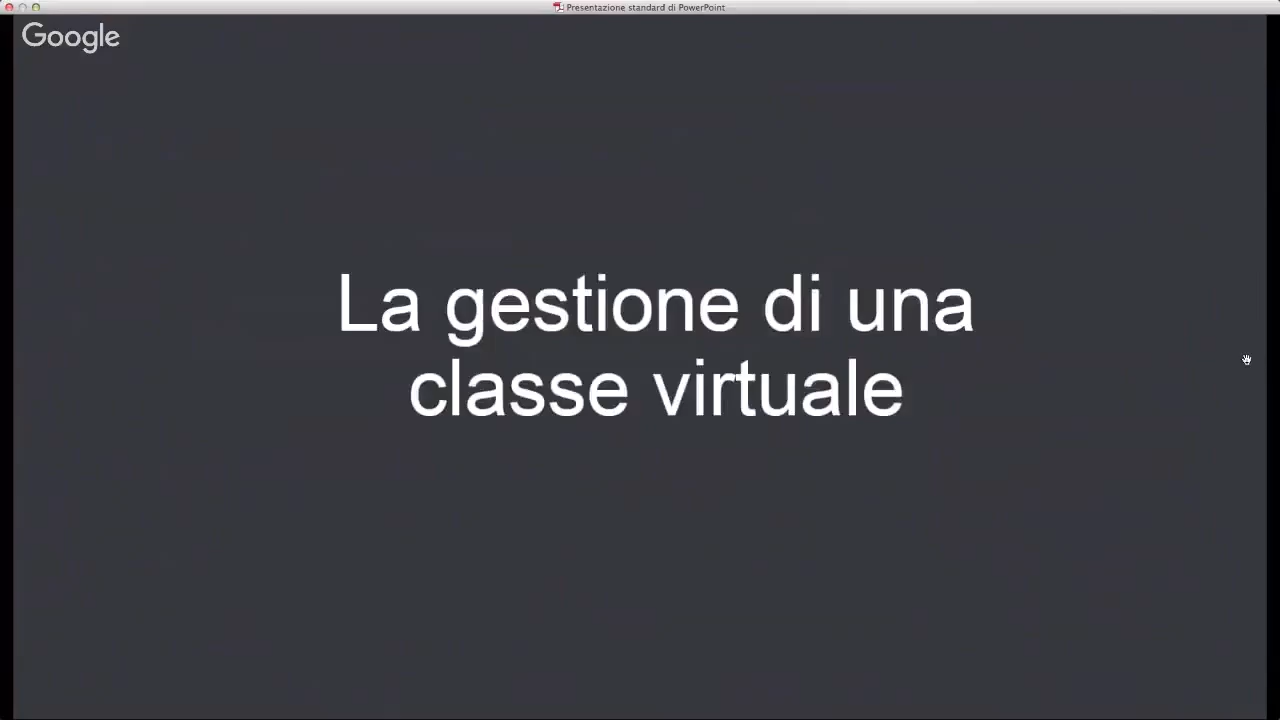 Presentazione standard di PowerPoint
Google
La gestione di una
classe virtuale